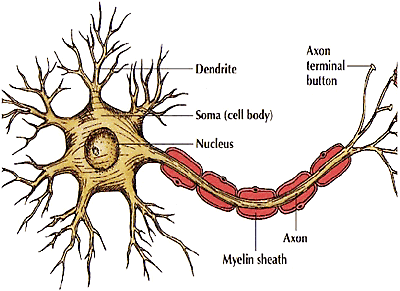 Dendrite
Axon
terminal
button
Soma (cell body)
Nucleus
Axon
Myelin sheath